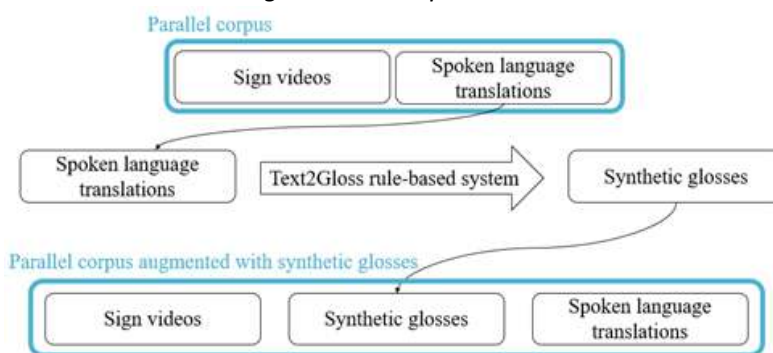 Parallel corpus
Sign videos
Spoken language
translations
Spoken language
translations
Text2Gloss rule-based system
Synthetic glosses
Parallel corpus augmented with synthetic glosses
Sign videos
Synthetic glosses
Spoken language
translations